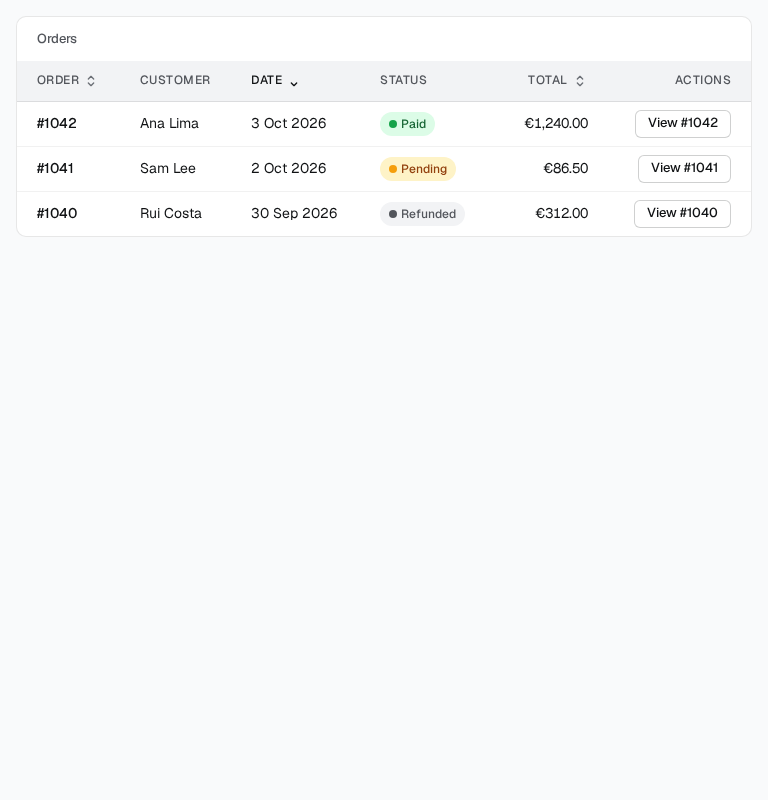 Orders
ORDER CUSTOMER DATE STATUS TOTAL ACTIONS
#1042 Ana Lima 3 Oct 2026 Paid €1,240.00 View #1042
#1041 Sam Lee 2 Oct 2026 Pending €86.50 View #1041
#1040 Rui Costa 30 Sep 2026 Refunded €312.00 View #1040